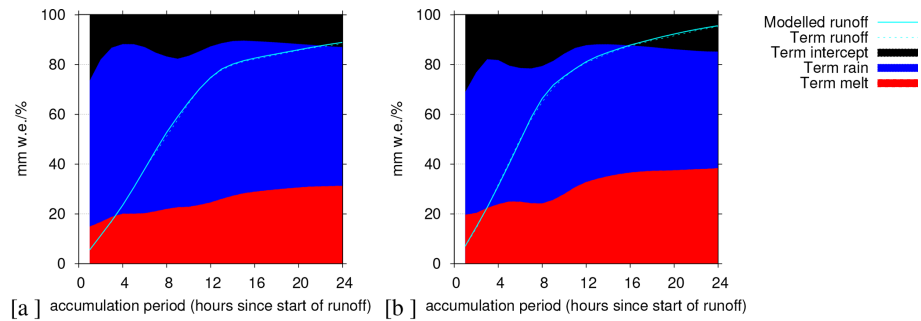 100
80
60
40
20
0
mm w.e./%
0 4 8 12 16 20 24
[a ] accumulation period (hours since start of runoff)
100
80
60
40
20
0
mm w.e./%
0 4 8 12 16 20 24
[b ] accumulation period (hours since start of runoff)
Modelled runoff
Term runoff
Term intercept
Term rain
Term melt